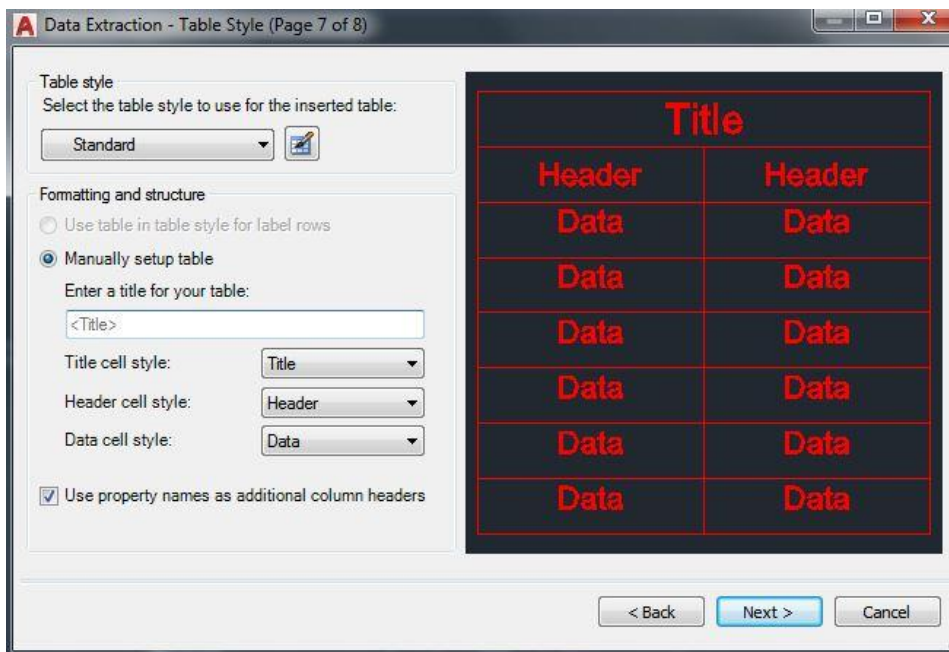 Data Extraction - Table Style (Page 7 of 8)
Table style
Select the table style to use for the inserted table:
Standard
Formatting and structure
Use table in table style for label rows
Manually setup table
Enter a title for your table:
<Title>
Title cell style: Title
Header cell style: Header
Data cell style: Data
Use property names as additional column headers
Title
Header Header
Data Data
Data Data
Data Data
Data Data
Data Data
Data Data
< Back Next > Cancel